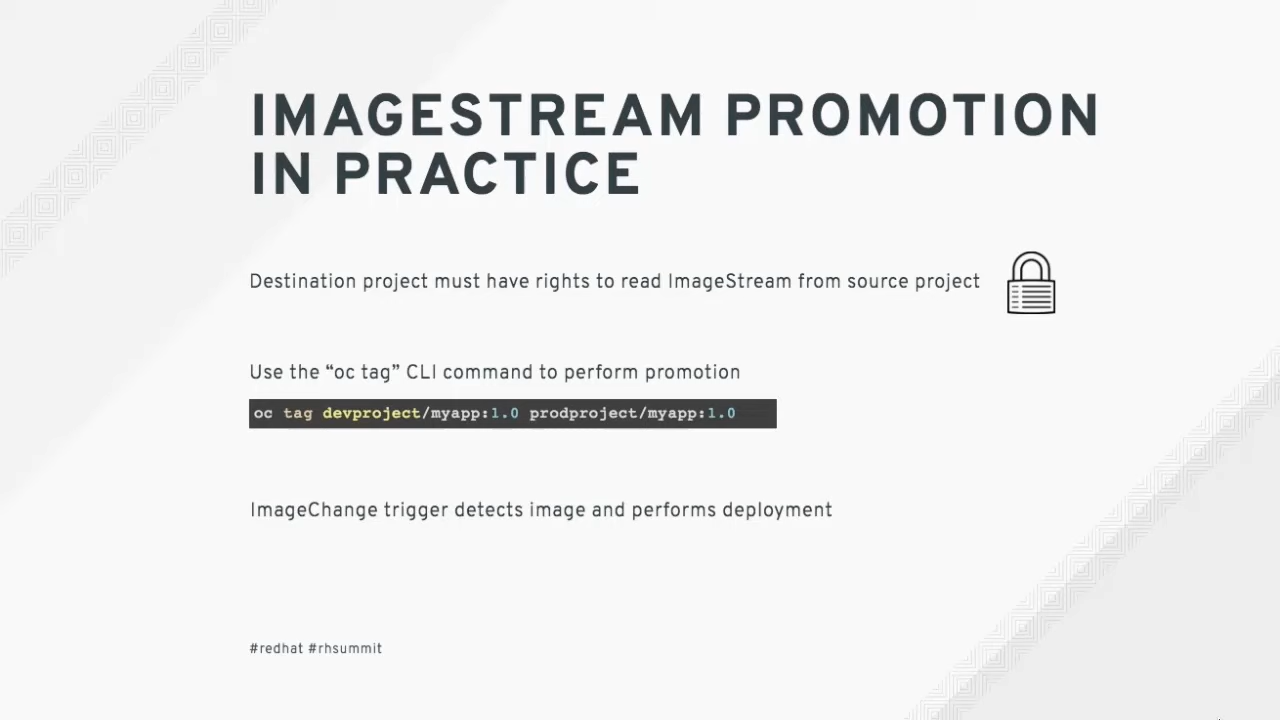 IMAGESTREAM PROMOTION
IN PRACTICE
Destination project must have rights to read ImageStream from source project
Use the “oc tag” CLI command to perform promotion
oc tag devproject/myapp:1.0 prodproject/myapp:1.0
ImageChange trigger detects image and performs deployment
#redhat #rhsummit